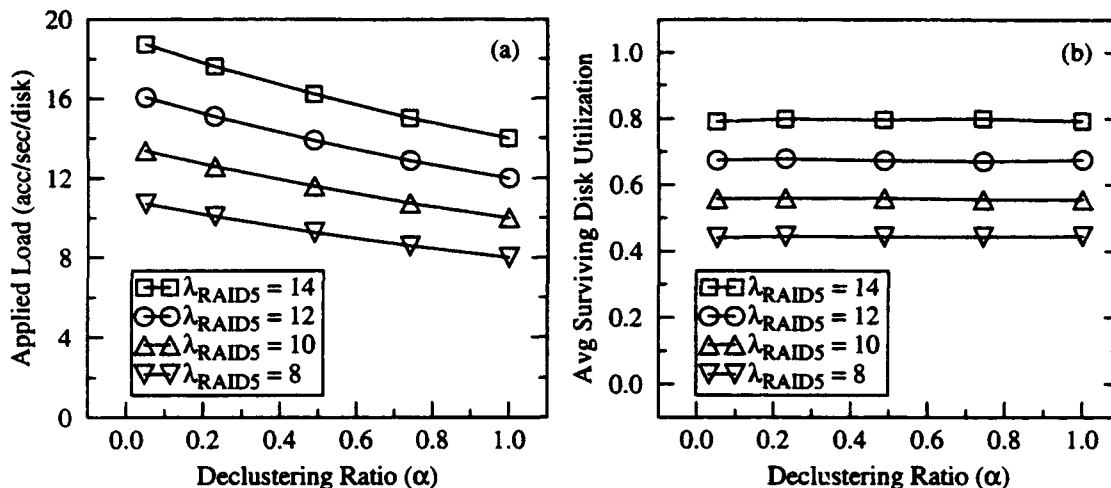 20
16
12
8
4
0
Applied Load (acc/sec/disk)
(a)
λRAID5 = 14
λRAID5 = 12
λRAID5 = 10
λRAID5 = 8
0.0 0.2 0.4 0.6 0.8 1.0
Declustering Ratio (α)
1.0
0.8
0.6
0.4
0.2
0.0
Avg Surviving Disk Utilization
(b)
λRAID5 = 14
λRAID5 = 12
λRAID5 = 10
λRAID5 = 8
0.0 0.2 0.4 0.6 0.8 1.0
Declustering Ratio (α)